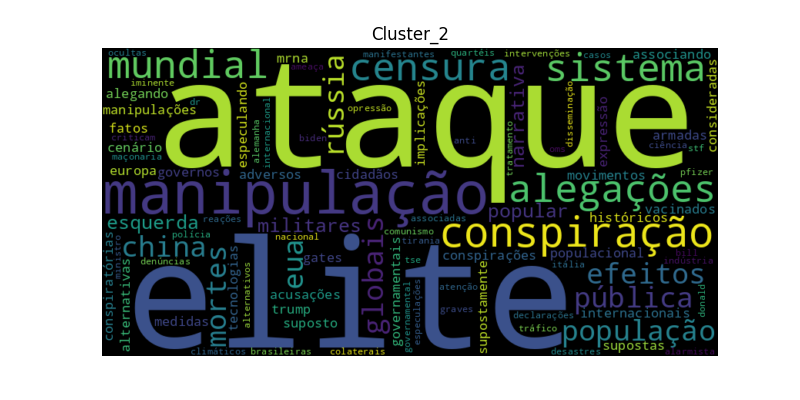 Cluster_2
ocultas
mrna
manifestantes
quartéis
intervenções
casos
associando
mundial
ataque
censura
sistema
ameaça
iminente
alegando
dr
manipulações
especulando
alemanha
internacional
rússia
opressão
implicações
narrativa
disseminação
expressão
consideradas
fatos
criticam
biden
anti
armadas
ciência
stf
cenário
maçonaria
europa
governos
adversos
cidadãos
tratamento
oms
movimentos
pfizer
manipulação
alegações
vacinados
popular
históricos
esquerda
reações
militares
associadas
conspiração
polícia
nacional
comunismo
tirania
china
elite
eua
globais
conspirações
populacional
itália
bill
indústria
conspiratórias
ministro
alternativas
denúncias
mortes
tecnologias
alternativos
gates
governamentais
tse
governamental
especulações
atenção
supostamente
efeitos
acusações
pública
donald
trump
graves
declarações
internacionais
medidas
suposto
tráfico
população
supostas
climáticos
brasileiras
colaterais
desastres
alarmista